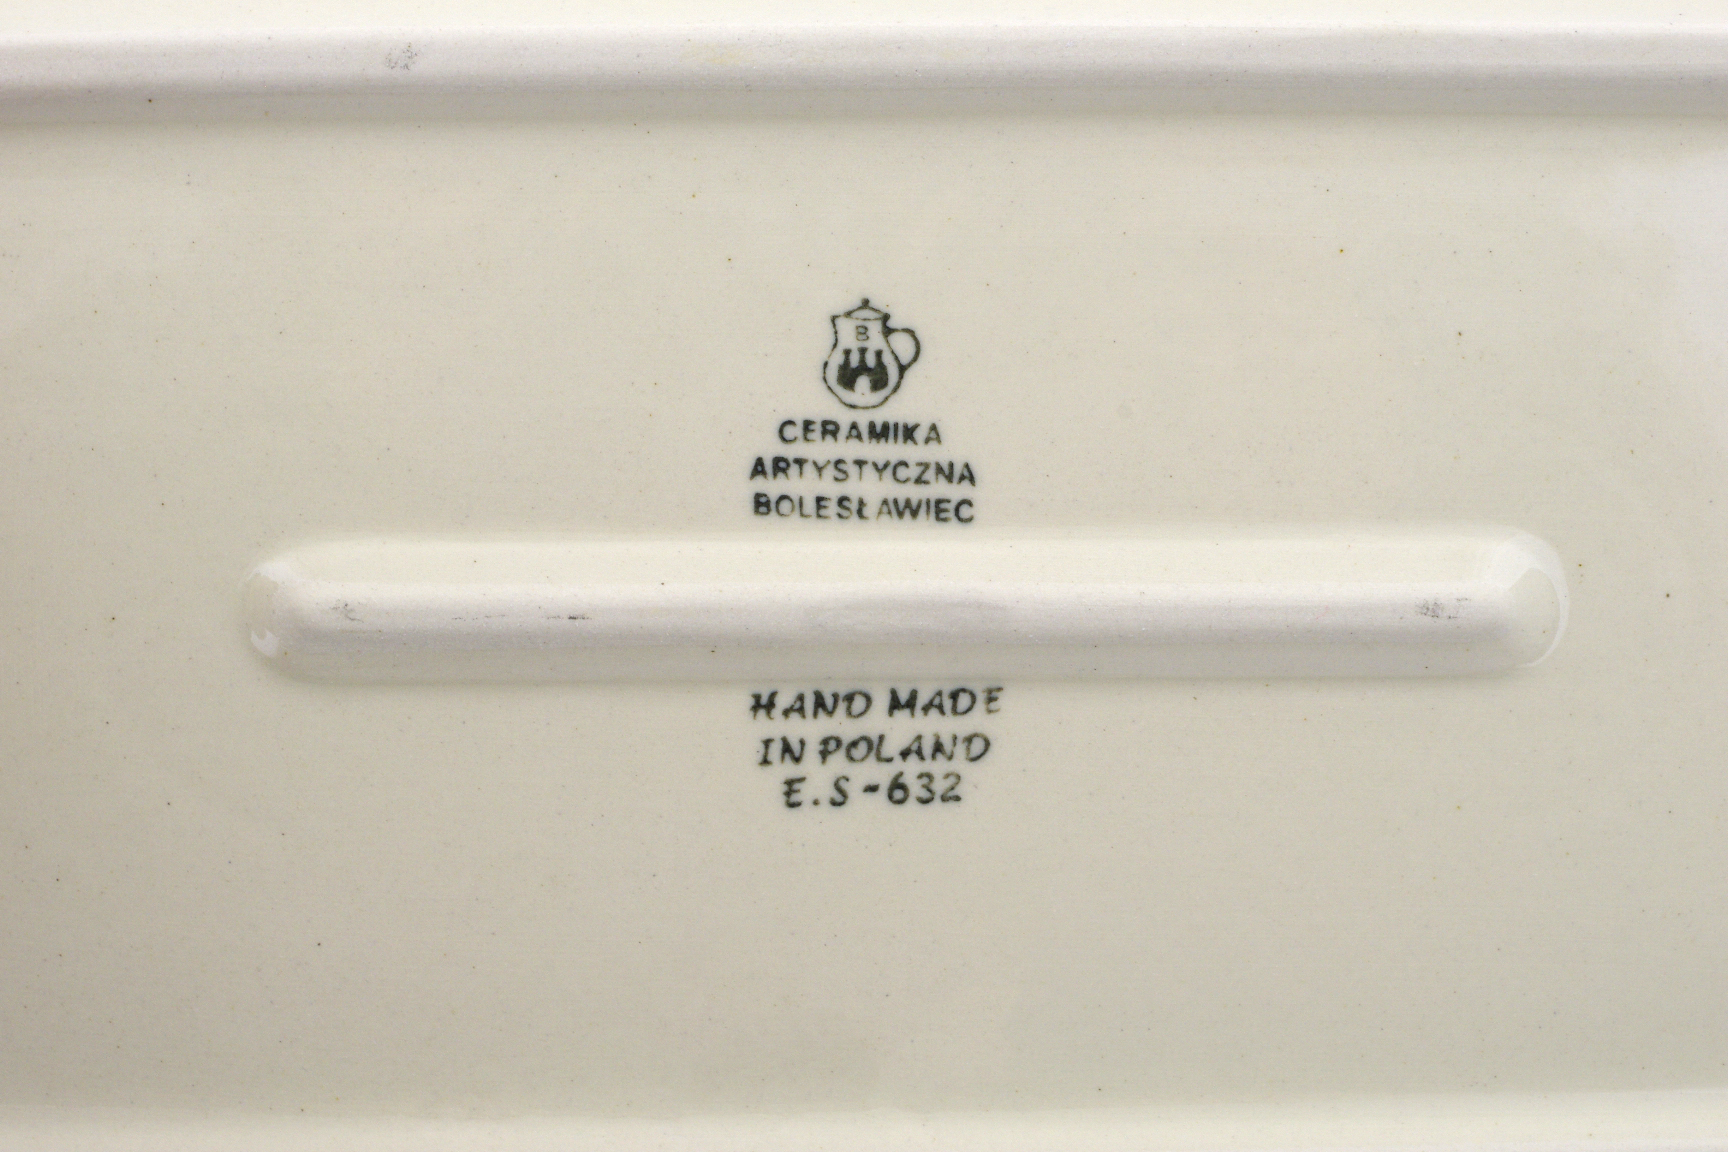 B
CERAMIKA
ARTYSTYCZNA
BOLESŁAWIEC
HAND MADE
IN POLAND
E.S-632